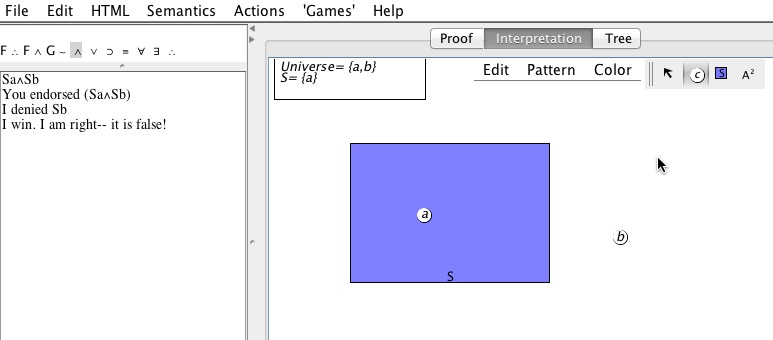 File Edit HTML Semantics Actions 'Games' Help
Proof Interpretation Tree
F ∴ F ∧ G ~ ∧ ∨ ⊃ ≡ ∀ ∃ ∴
Universe= {a,b}
S= {a}
Edit Pattern Color
c S A²
Sa∧Sb
You endorsed (Sa∧Sb)
I denied Sb
I win. I am right-- it is false!
a
b
S